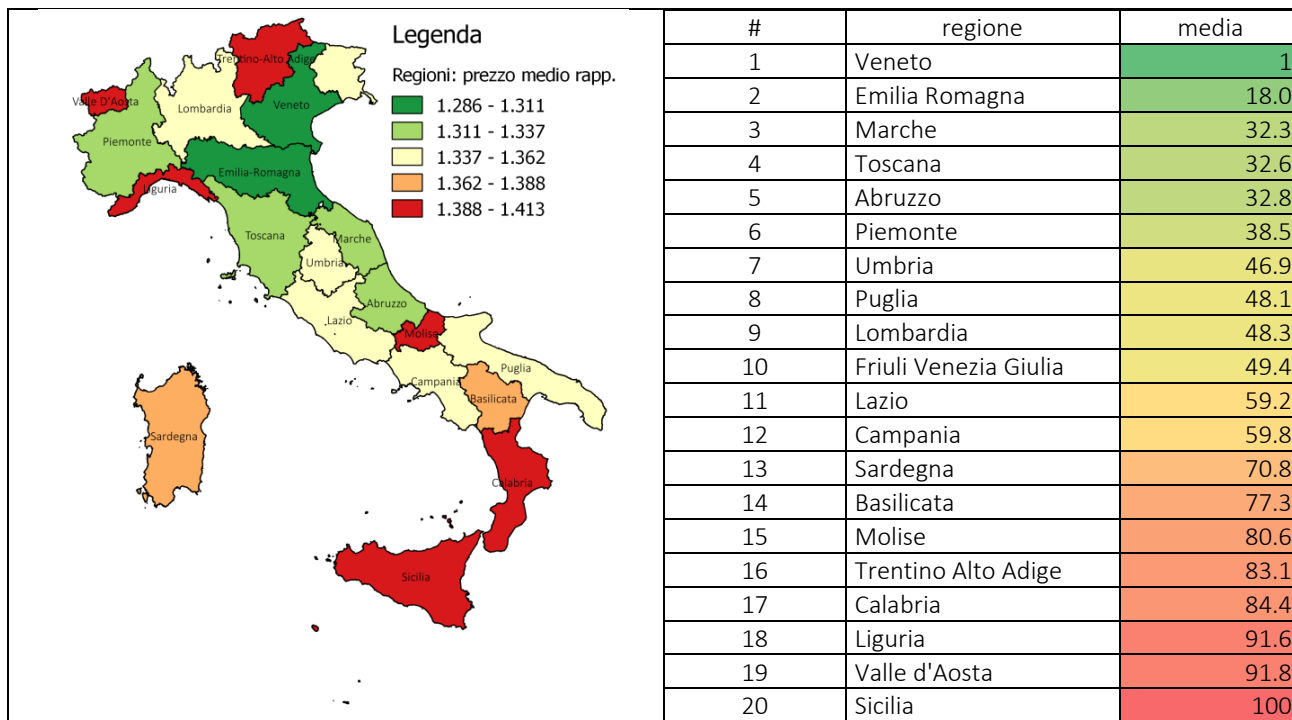 Legenda
Regioni: prezzo medio rapp.
1.286 - 1.311
1.311 - 1.337
1.337 - 1.362
1.362 - 1.388
1.388 - 1.413
Trentino-Alto Adige
Valle D'Aosta
Lombardia
Veneto
Piemonte
Emilia-Romagna
Liguria
Toscana
Marche
Umbria
Abruzzo
Lazio
Molise
Puglia
Campania
Basilicata
Sardegna
Calabria
Sicilia
# regione media
1 Veneto 1
2 Emilia Romagna 18.0
3 Marche 32.3
4 Toscana 32.6
5 Abruzzo 32.8
6 Piemonte 38.5
7 Umbria 46.9
8 Puglia 48.1
9 Lombardia 48.3
10 Friuli Venezia Giulia 49.4
11 Lazio 59.2
12 Campania 59.8
13 Sardegna 70.8
14 Basilicata 77.3
15 Molise 80.6
16 Trentino Alto Adige 83.1
17 Calabria 84.4
18 Liguria 91.6
19 Valle d'Aosta 91.8
20 Sicilia 100